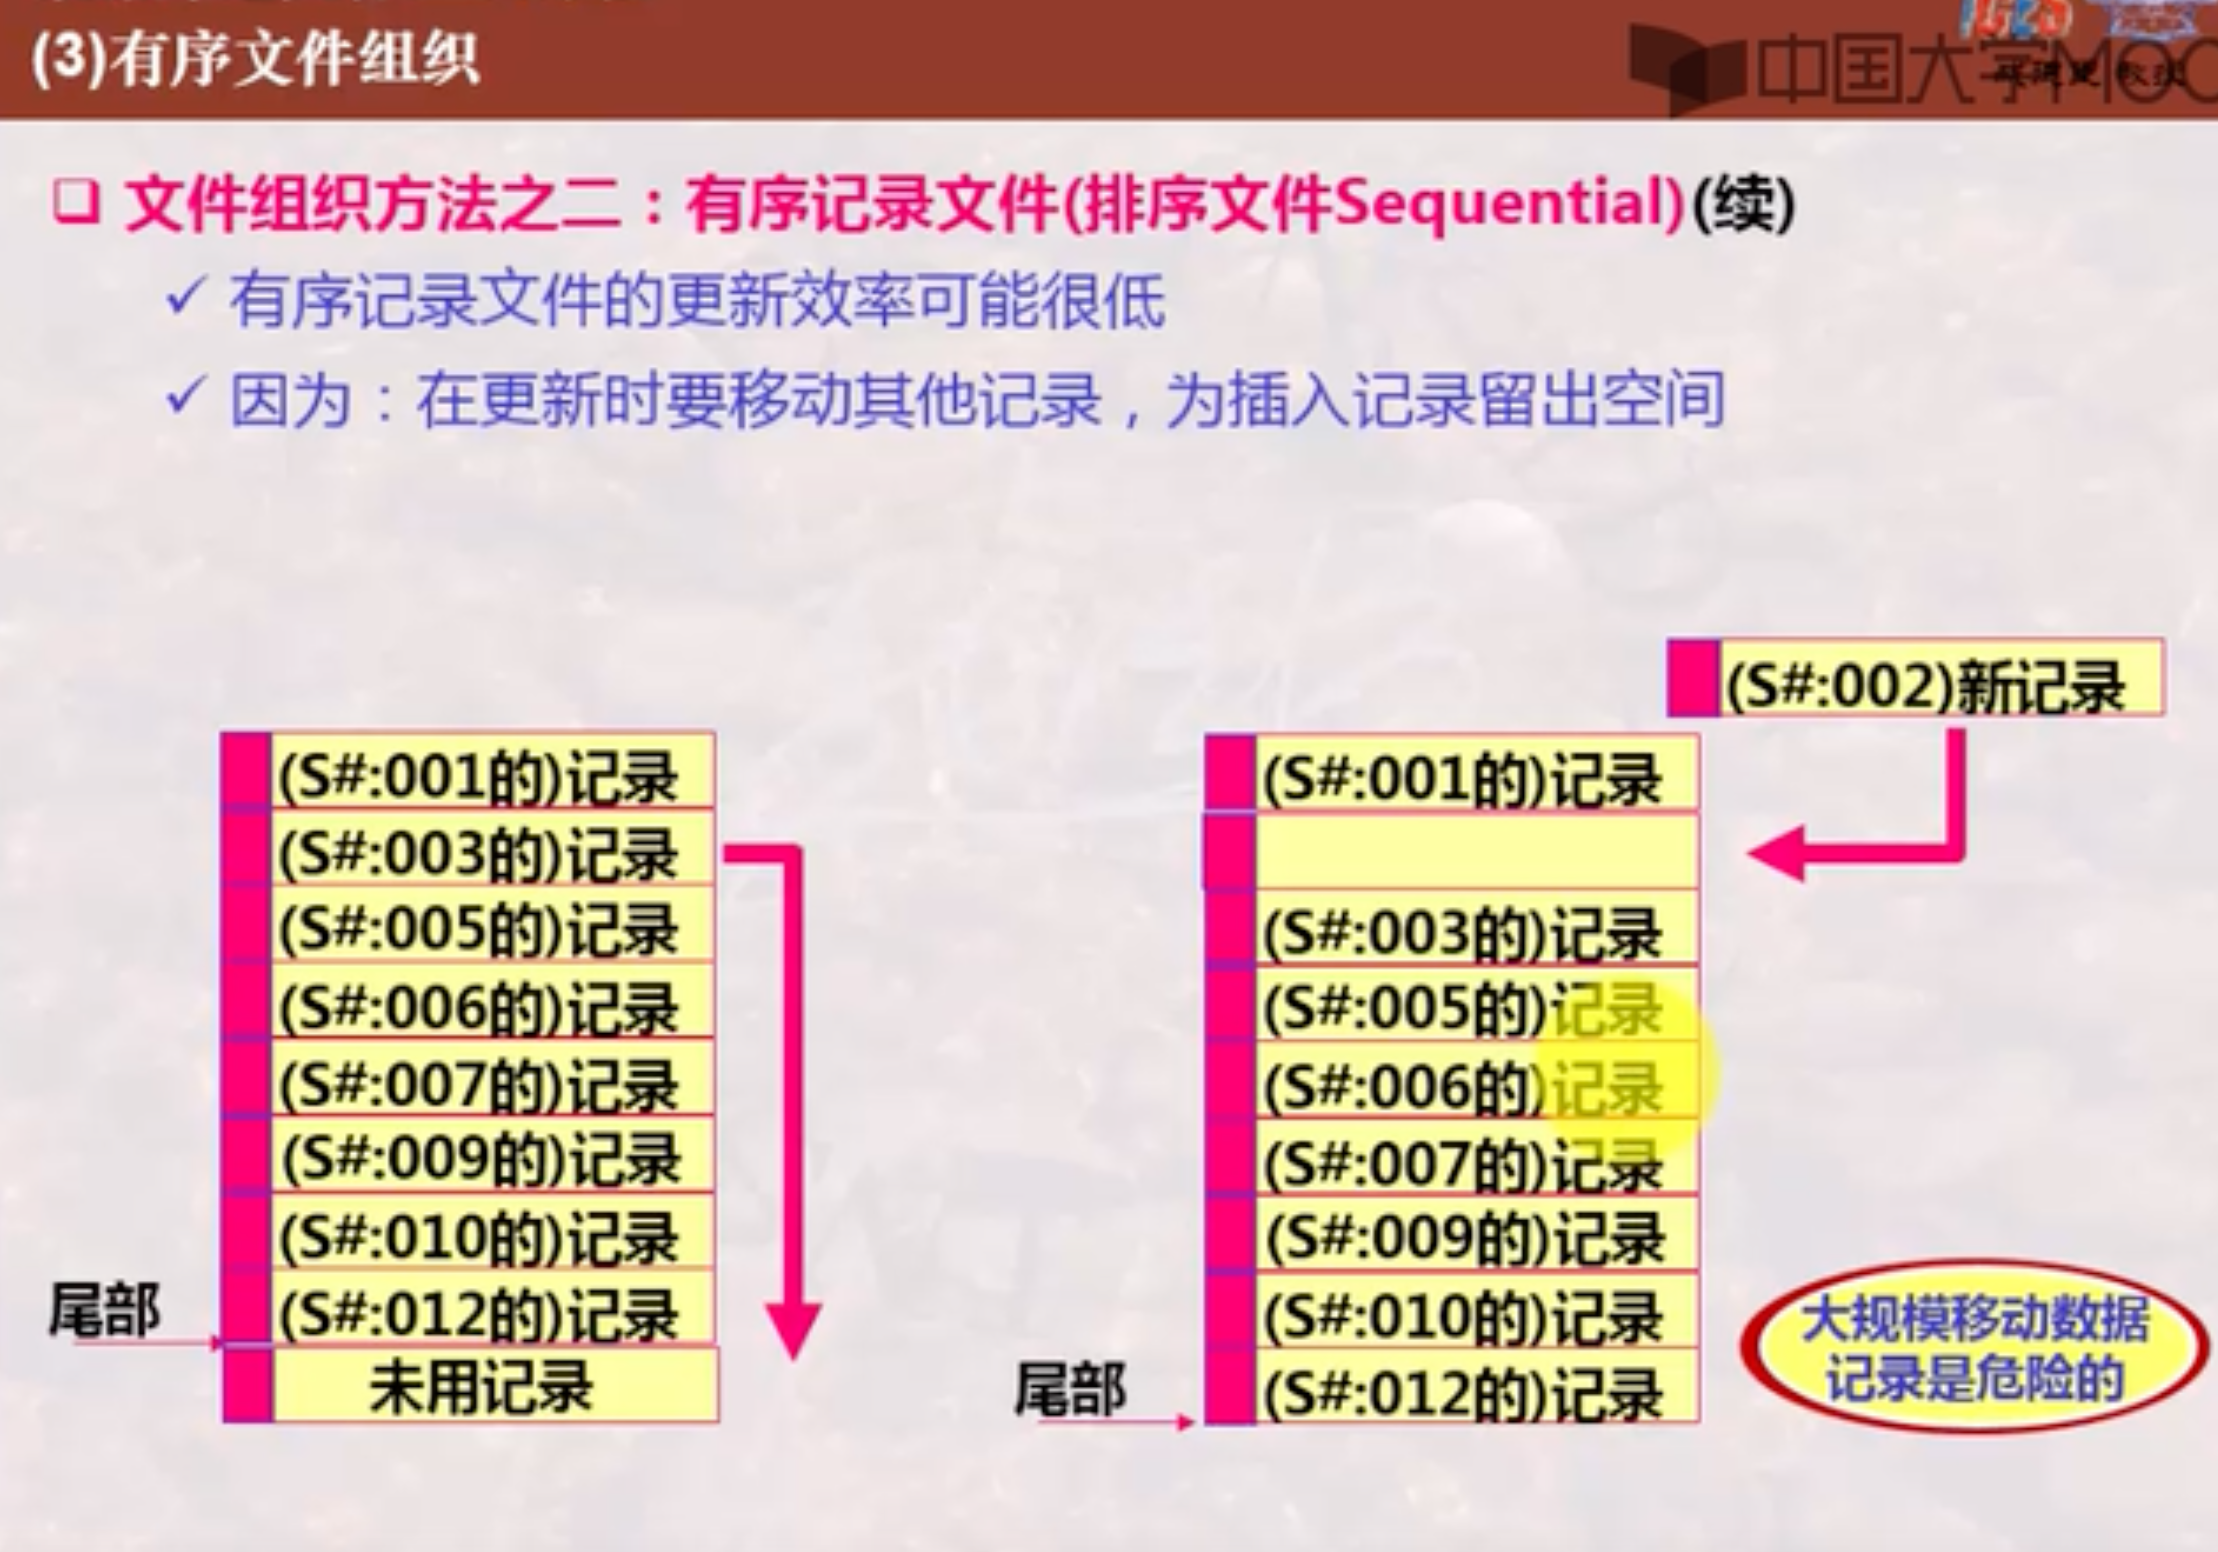 (3)有序文件组织
中国大学MOO
❑ 文件组织方法之二：有序记录文件(排序文件Sequential)(续)
✓ 有序记录文件的更新效率可能很低
✓ 因为：在更新时要移动其他记录，为插入记录留出空间
(S#:002)新记录
(S#:001的)记录
(S#:003的)记录
(S#:005的)记录
(S#:006的)记录
(S#:007的)记录
(S#:009的)记录
(S#:010的)记录
(S#:012的)记录
未用记录
尾部
(S#:001的)记录
(S#:003的)记录
(S#:005的)记录
(S#:006的)记录
(S#:007的)记录
(S#:009的)记录
(S#:010的)记录
(S#:012的)记录
尾部
大规模移动数据
记录是危险的